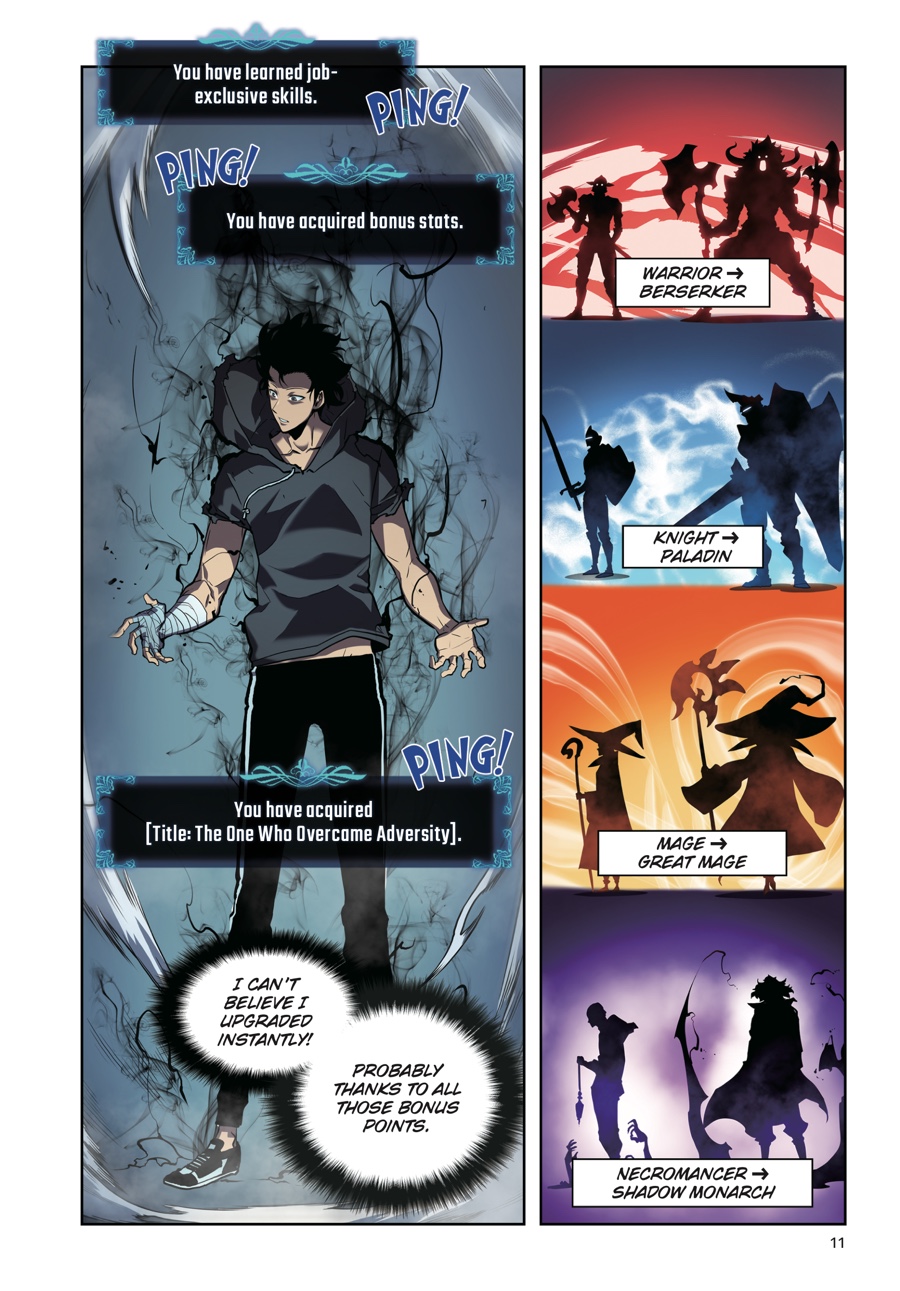 You have learned job-
exclusive skills.
PING!
PING!
You have acquired bonus stats.
PING!
You have acquired
[Title: The One Who Overcame Adversity].
I CAN'T
BELIEVE I
UPGRADED
INSTANTLY!
PROBABLY
THANKS TO ALL
THOSE BONUS
POINTS.
WARRIOR →
BERSERKER
KNIGHT →
PALADIN
MAGE →
GREAT MAGE
NECROMANCER →
SHADOW MONARCH
11